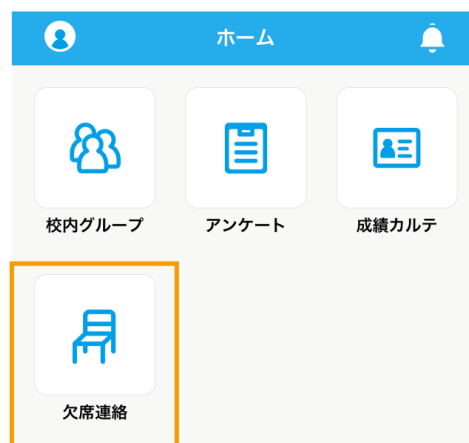 ホーム
校内グループ
アンケート
成績カルテ
欠席連絡